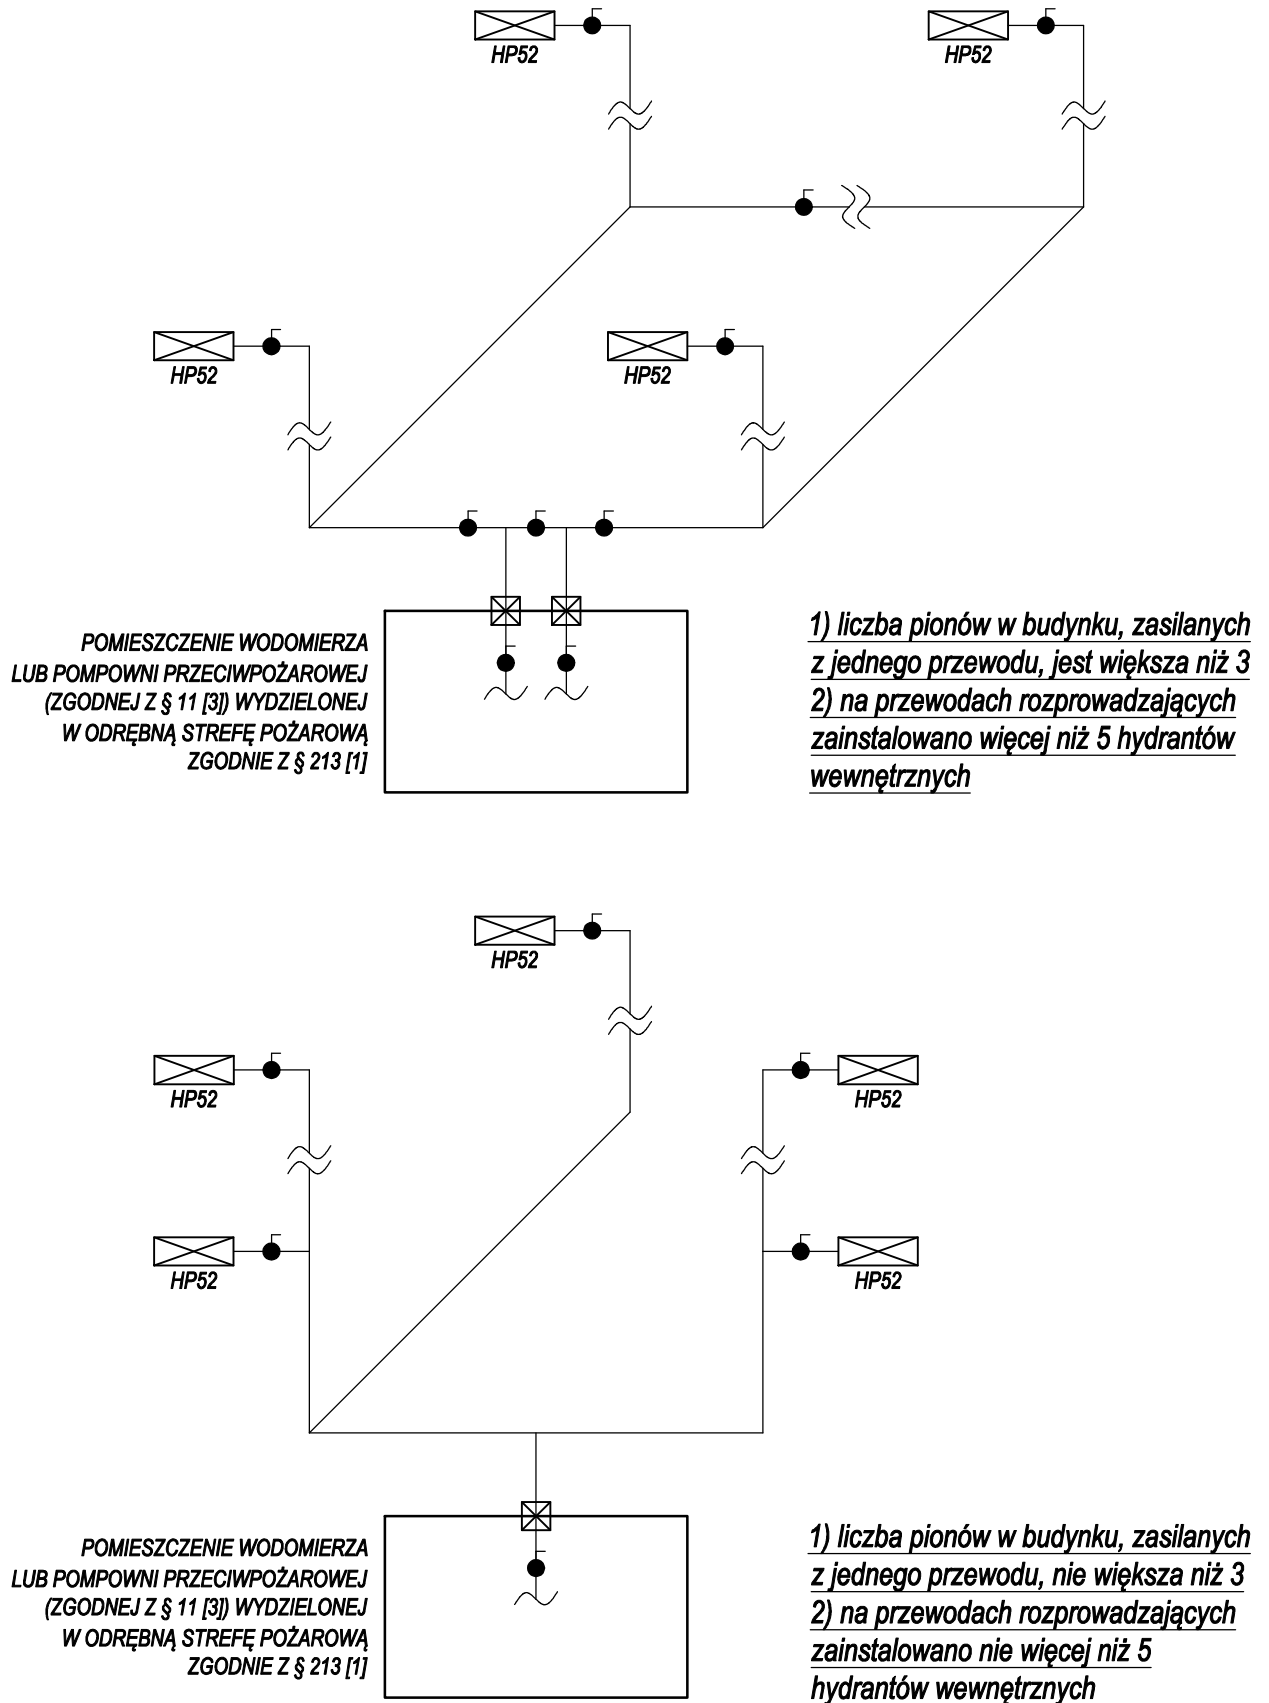 HP52
HP52
HP52
HP52
POMIESZCZENIE WODOMIERZA
LUB POMPOWNI PRZECIWPOŻAROWEJ
(ZGODNEJ Z § 11 [3]) WYDZIELONEJ
W ODRĘBNĄ STREFĘ POŻAROWĄ
ZGODNIE Z § 213 [1]
1) liczba pionów w budynku, zasilanych
z jednego przewodu, jest większa niż 3
2) na przewodach rozprowadzających
zainstalowano więcej niż 5 hydrantów
wewnętrznych
HP52
HP52
HP52
HP52
HP52
POMIESZCZENIE WODOMIERZA
LUB POMPOWNI PRZECIWPOŻAROWEJ
(ZGODNEJ Z § 11 [3]) WYDZIELONEJ
W ODRĘBNĄ STREFĘ POŻAROWĄ
ZGODNIE Z § 213 [1]
1) liczba pionów w budynku, zasilanych
z jednego przewodu, nie większa niż 3
2) na przewodach rozprowadzających
zainstalowano nie więcej niż 5
hydrantów wewnętrznych